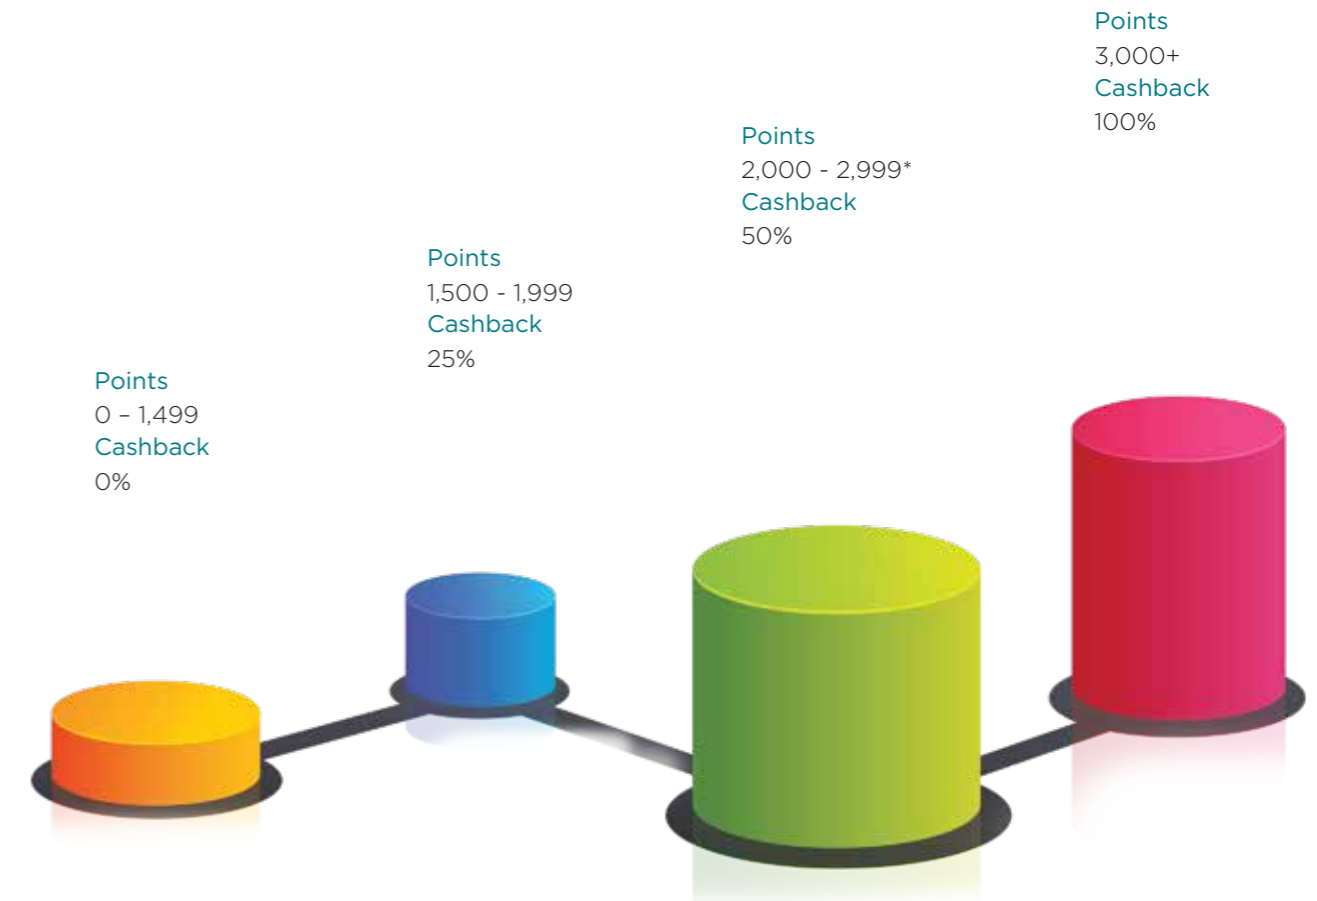 Points
0 – 1,499
Cashback
0%
Points
1,500 - 1,999
Cashback
25%
Points
2,000 - 2,999*
Cashback
50%
Points
3,000+
Cashback
100%